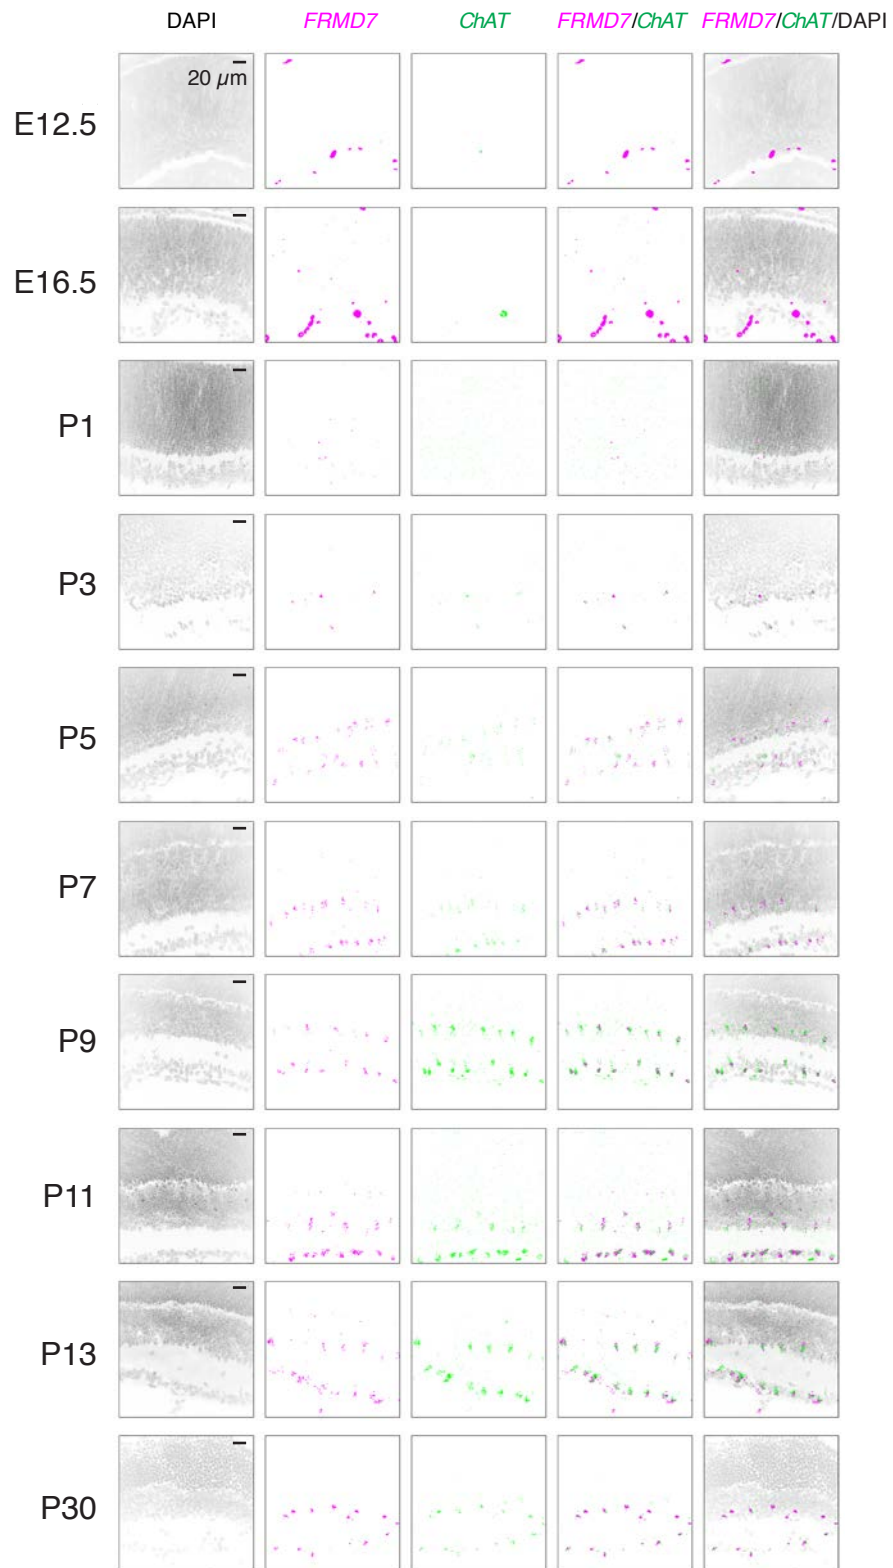 DAPI FRMD7 ChAT FRMD7/ChAT FRMD7/ChAT/DAPI
20 µm
E12.5
E16.5
P1
P3
P5
P7
P9
P11
P13
P30